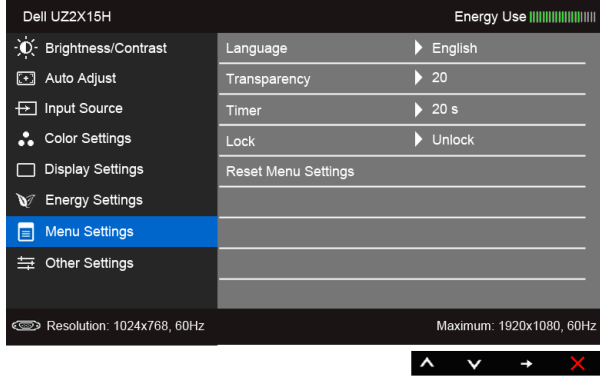 Dell UZ2X15H Energy Use
Brightness/Contrast
Auto Adjust
Input Source
Color Settings
Display Settings
Energy Settings
Menu Settings
Other Settings
Language English
Transparency 20
Timer 20 s
Lock Unlock
Reset Menu Settings
Resolution: 1024x768, 60Hz Maximum: 1920x1080, 60Hz